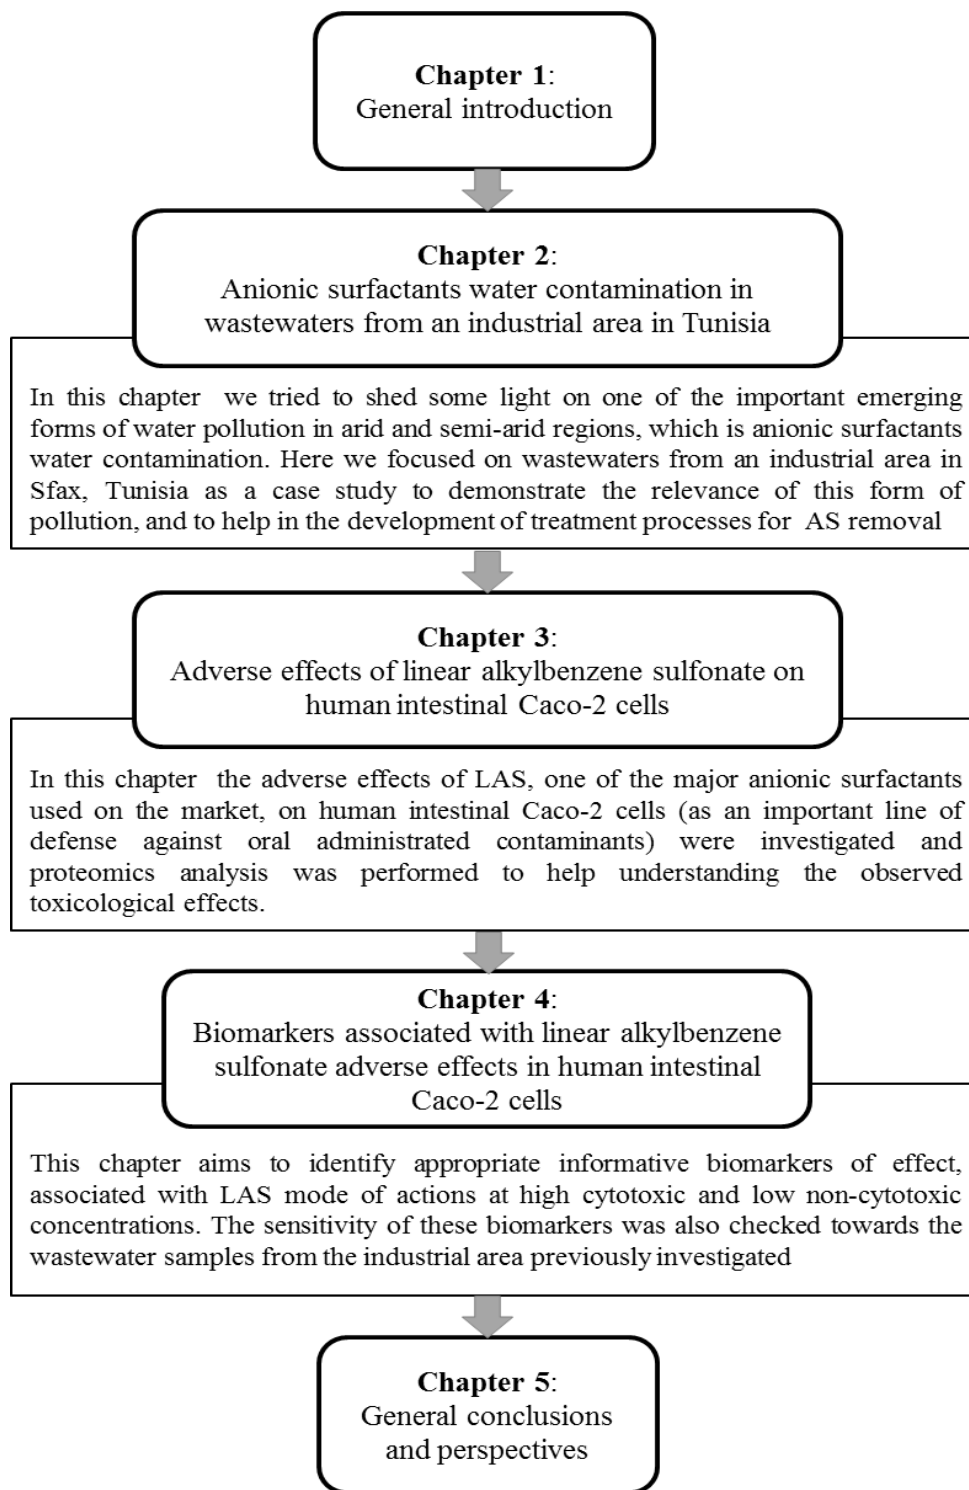 Chapter 1:
General introduction
Chapter 2:
Anionic surfactants water contamination in
wastewaters from an industrial area in Tunisia
In this chapter we tried to shed some light on one of the important emerging
forms of water pollution in arid and semi-arid regions, which is anionic surfactants
water contamination. Here we focused on wastewaters from an industrial area in
Sfax, Tunisia as a case study to demonstrate the relevance of this form of
pollution, and to help in the development of treatment processes for AS removal
Chapter 3:
Adverse effects of linear alkylbenzene sulfonate on
human intestinal Caco-2 cells
In this chapter the adverse effects of LAS, one of the major anionic surfactants
used on the market, on human intestinal Caco-2 cells (as an important line of
defense against oral administrated contaminants) were investigated and
proteomics analysis was performed to help understanding the observed
toxicological effects.
Chapter 4:
Biomarkers associated with linear alkylbenzene
sulfonate adverse effects in human intestinal
Caco-2 cells
This chapter aims to identify appropriate informative biomarkers of effect,
associated with LAS mode of actions at high cytotoxic and low non-cytotoxic
concentrations. The sensitivity of these biomarkers was also checked towards the
wastewater samples from the industrial area previously investigated
Chapter 5:
General conclusions
and perspectives